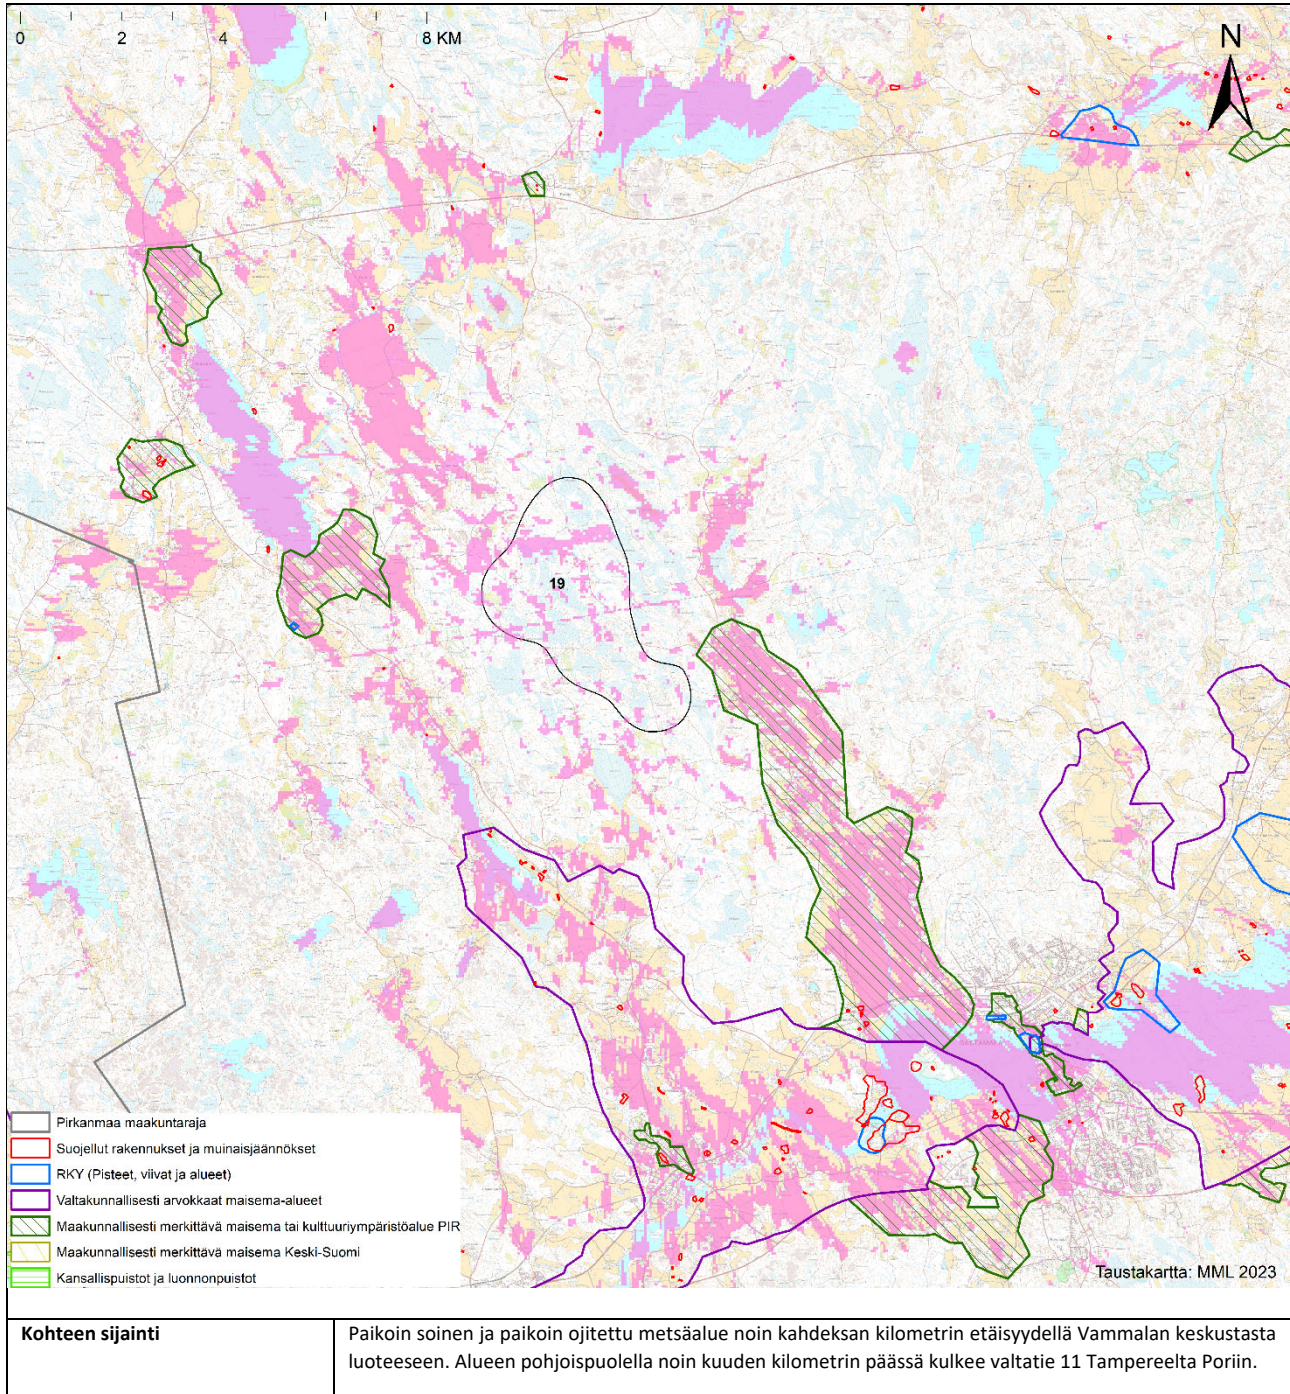 0 2 4 8 KM
N
19
Pirkanmaa maakuntaraja
Suojellut rakennukset ja muinaisjäännökset
RKY (Pisteet, viivat ja alueet)
Valtakunnallisesti arvokkaat maisema-alueet
Maakunnallisesti merkittävä maisema tai kulttuuriympäristöalue PIR
Maakunnallisesti merkittävä maisema Keski-Suomi
Kansallispuistot ja luonnonpuistot
Taustakartta: MML 2023
Kohteen sijainti
Paikoin soinen ja paikoin ojitettu metsäalue noin kahdeksan kilometrin etäisyydellä Vammalan keskustasta
luoteeseen. Alueen pohjoispuolella noin kuuden kilometrin päässä kulkee valtatie 11 Tampereelta Poriin.